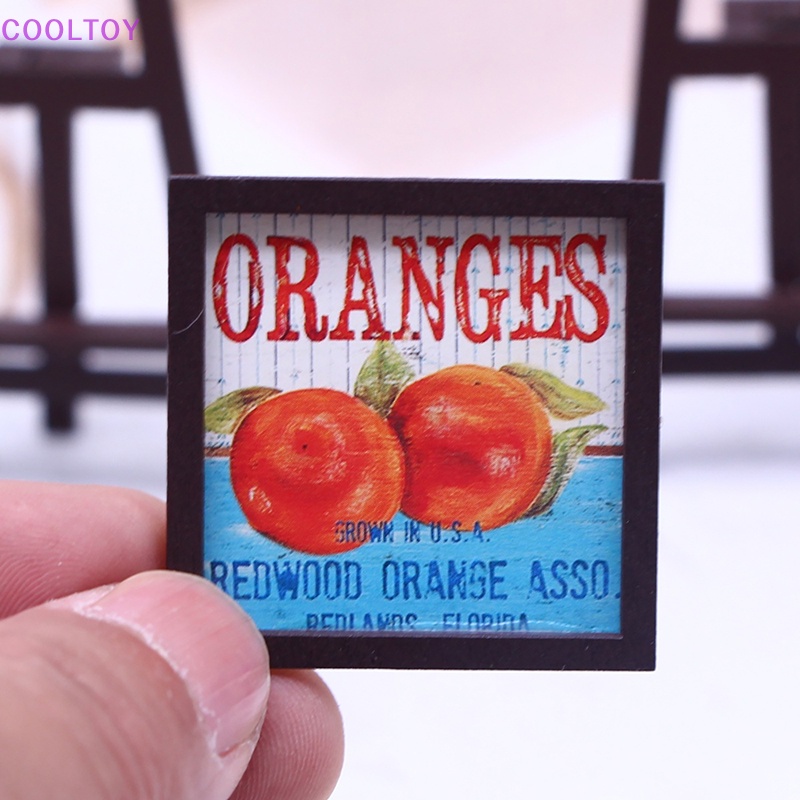 COOLTOY
ORANGES
GROWN IN U.S.A.
REDWOOD ORANGE ASSO.
REDLANDS, FLORIDA